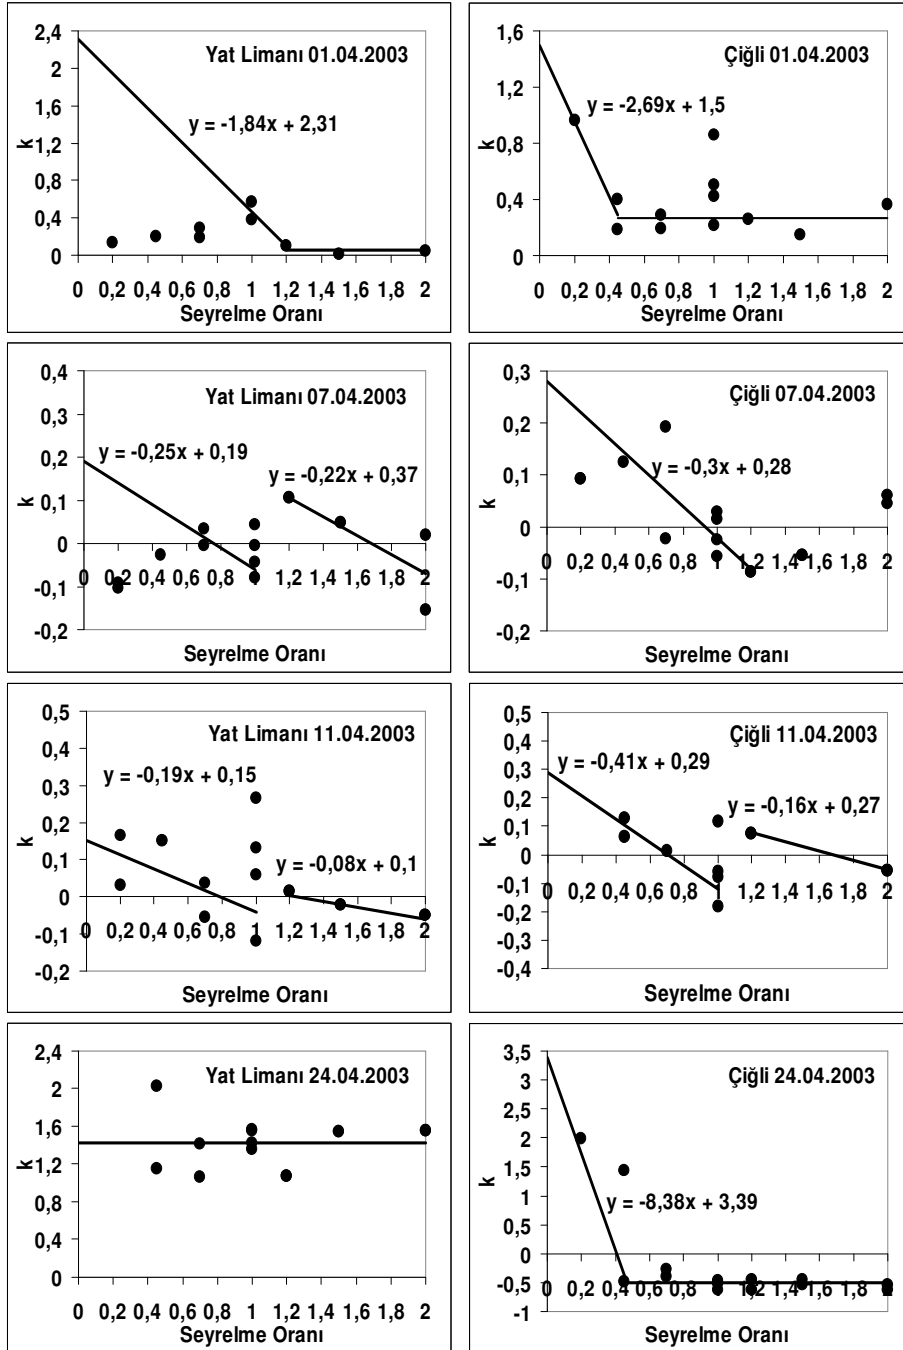 Yat Limanı 01.04.2003
y = -1,84x + 2,31
k
2,4
2
1,6
1,2
0,8
0,4
0
0 0,2 0,4 0,6 0,8 1 1,2 1,4 1,6 1,8 2
Seyrelme Oranı
Çiğli 01.04.2003
y = -2,69x + 1,5
k
1,6
1,2
0,8
0,4
0
0 0,2 0,4 0,6 0,8 1 1,2 1,4 1,6 1,8 2
Seyrelme Oranı
Yat Limanı 07.04.2003
y = -0,25x + 0,19
y = -0,22x + 0,37
k
0,4
0,3
0,2
0,1
0
-0,1
-0,2
0 0,2 0,4 0,6 0,8 1 1,2 1,4 1,6 1,8 2
Seyrelme Oranı
Çiğli 07.04.2003
y = -0,3x + 0,28
k
0,3
0,2
0,1
0
-0,1
-0,2
0 0,2 0,4 0,6 0,8 1 1,2 1,4 1,6 1,8 2
Seyrelme Oranı
Yat Limanı 11.04.2003
y = -0,19x + 0,15
y = -0,08x + 0,1
k
0,5
0,4
0,3
0,2
0,1
0
-0,1
-0,2
0 0,2 0,4 0,6 0,8 1 1,2 1,4 1,6 1,8 2
Seyrelme Oranı
Çiğli 11.04.2003
y = -0,41x + 0,29
y = -0,16x + 0,27
k
0,5
0,4
0,3
0,2
0,1
0
-0,1
-0,2
-0,3
-0,4
0 0,2 0,4 0,6 0,8 1 1,2 1,4 1,6 1,8 2
Seyrelme Oranı
Yat Limanı 24.04.2003
k
2,4
2
1,6
1,2
0,8
0,4
0
0 0,2 0,4 0,6 0,8 1 1,2 1,4 1,6 1,8 2
Seyrelme Oranı
Çiğli 24.04.2003
y = -8,38x + 3,39
k
3,5
3
2,5
2
1,5
1
0,5
0
-0,5
-1
0 0,2 0,4 0,6 0,8 1 1,2 1,4 1,6 1,8 2
Seyrelme Oranı